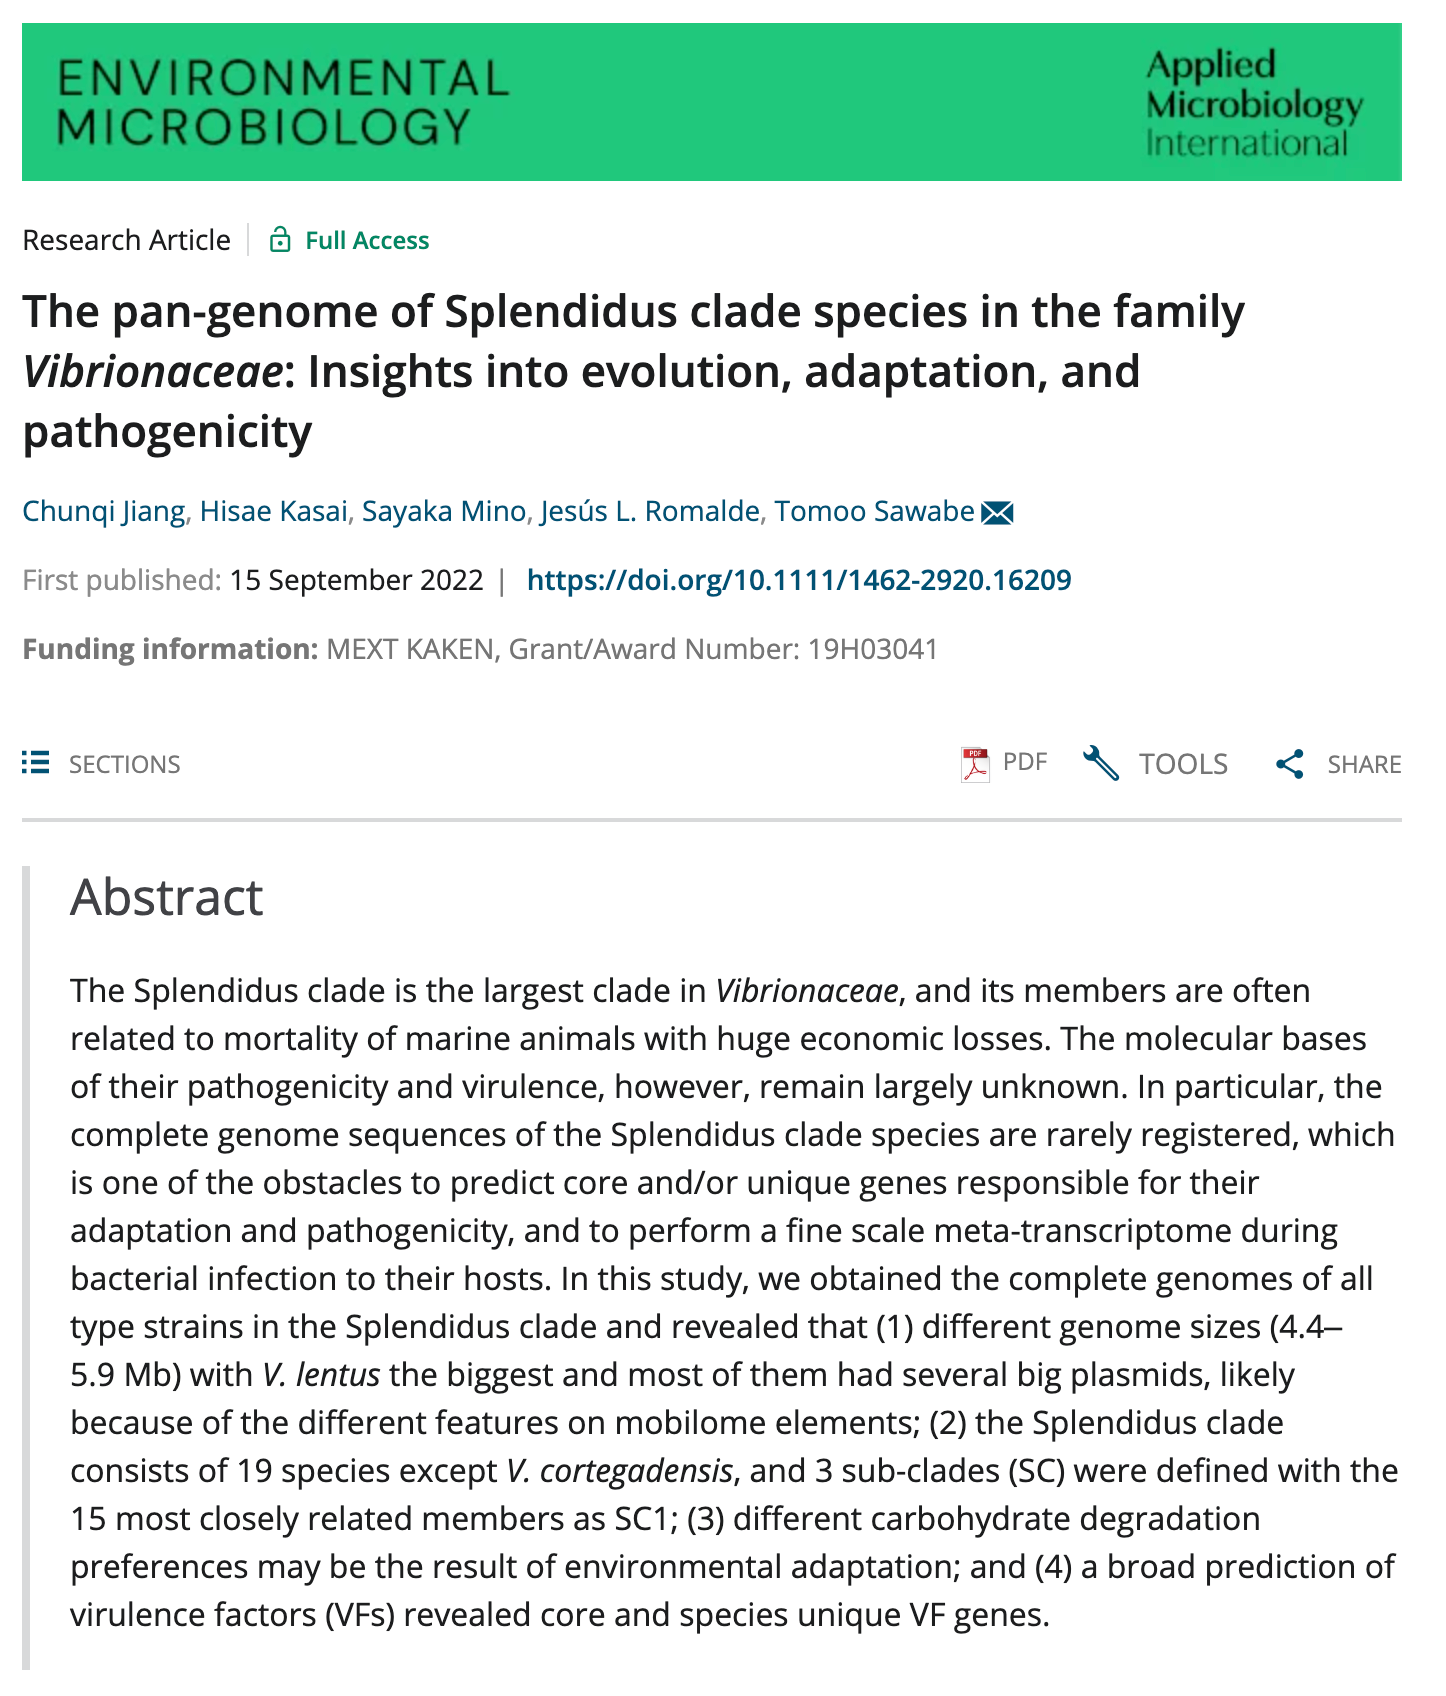 ENVIRONMENTAL
MICROBIOLOGY
Applied
Microbiology
International
Research Article
Full Access
The pan-genome of Splendidus clade species in the family
Vibrionaceae: Insights into evolution, adaptation, and
pathogenicity
Chunqi Jiang, Hisae Kasai, Sayaka Mino, Jesús L. Romalde, Tomoo Sawabe
First published: 15 September 2022 | https://doi.org/10.1111/1462-2920.16209
Funding information: MEXT KAKEN, Grant/Award Number: 19H03041
SECTIONS
PDF
PDF
TOOLS
SHARE
Abstract
The Splendidus clade is the largest clade in Vibrionaceae, and its members are often
related to mortality of marine animals with huge economic losses. The molecular bases
of their pathogenicity and virulence, however, remain largely unknown. In particular, the
complete genome sequences of the Splendidus clade species are rarely registered, which
is one of the obstacles to predict core and/or unique genes responsible for their
adaptation and pathogenicity, and to perform a fine scale meta-transcriptome during
bacterial infection to their hosts. In this study, we obtained the complete genomes of all
type strains in the Splendidus clade and revealed that (1) different genome sizes (4.4–
5.9 Mb) with V. lentus the biggest and most of them had several big plasmids, likely
because of the different features on mobilome elements; (2) the Splendidus clade
consists of 19 species except V. cortegadensis, and 3 sub-clades (SC) were defined with the
15 most closely related members as SC1; (3) different carbohydrate degradation
preferences may be the result of environmental adaptation; and (4) a broad prediction of
virulence factors (VFs) revealed core and species unique VF genes.